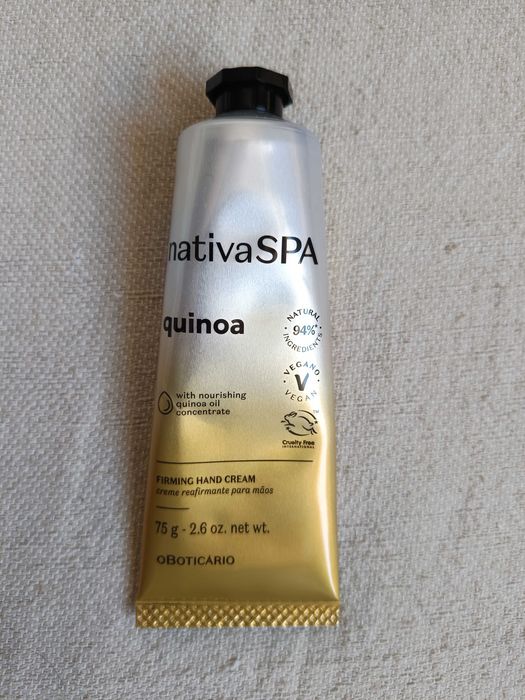 nativaSPA
quinoa
NATURAL
94%
INGREDIENTS
VEGANO
V
VEGAN
with nourishing
quinoa oil
concentrate
TM
Cruelty Free
INTERNATIONAL
FIRMING HAND CREAM
creme reafirmante para mãos
75 g - 2.6 oz. net wt.
OBOTICÁRIO